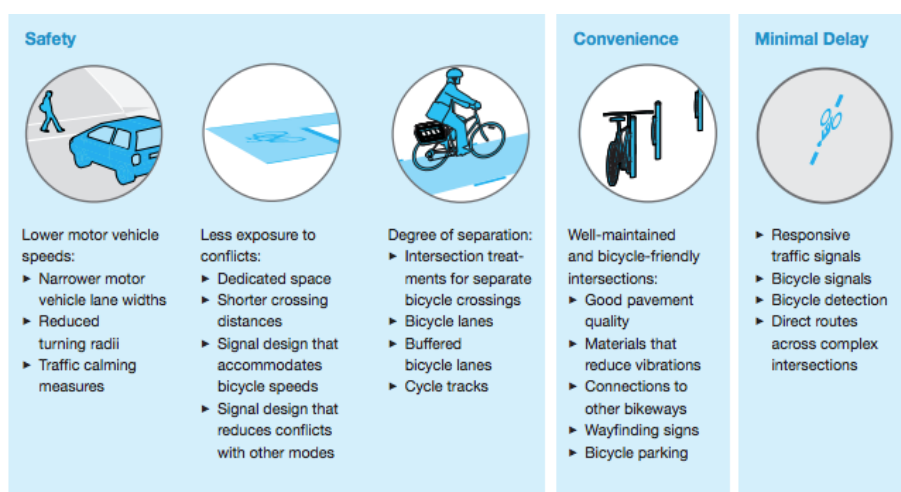 Safety
Lower motor vehicle
speeds:
► Narrower motor
vehicle lane widths
► Reduced
turning radii
► Traffic calming
measures
Less exposure to
conflicts:
► Dedicated space
► Shorter crossing
distances
► Signal design that
accommodates
bicycle speeds
► Signal design that
reduces conflicts
with other modes
Degree of separation:
► Intersection treat-
ments for separate
bicycle crossings
► Bicycle lanes
► Buffered
bicycle lanes
► Cycle tracks
Convenience
Well-maintained
and bicycle-friendly
intersections:
► Good pavement
quality
► Materials that
reduce vibrations
► Connections to
other bikeways
► Wayfinding signs
► Bicycle parking
Minimal Delay
► Responsive
traffic signals
► Bicycle signals
► Bicycle detection
► Direct routes
across complex
intersections